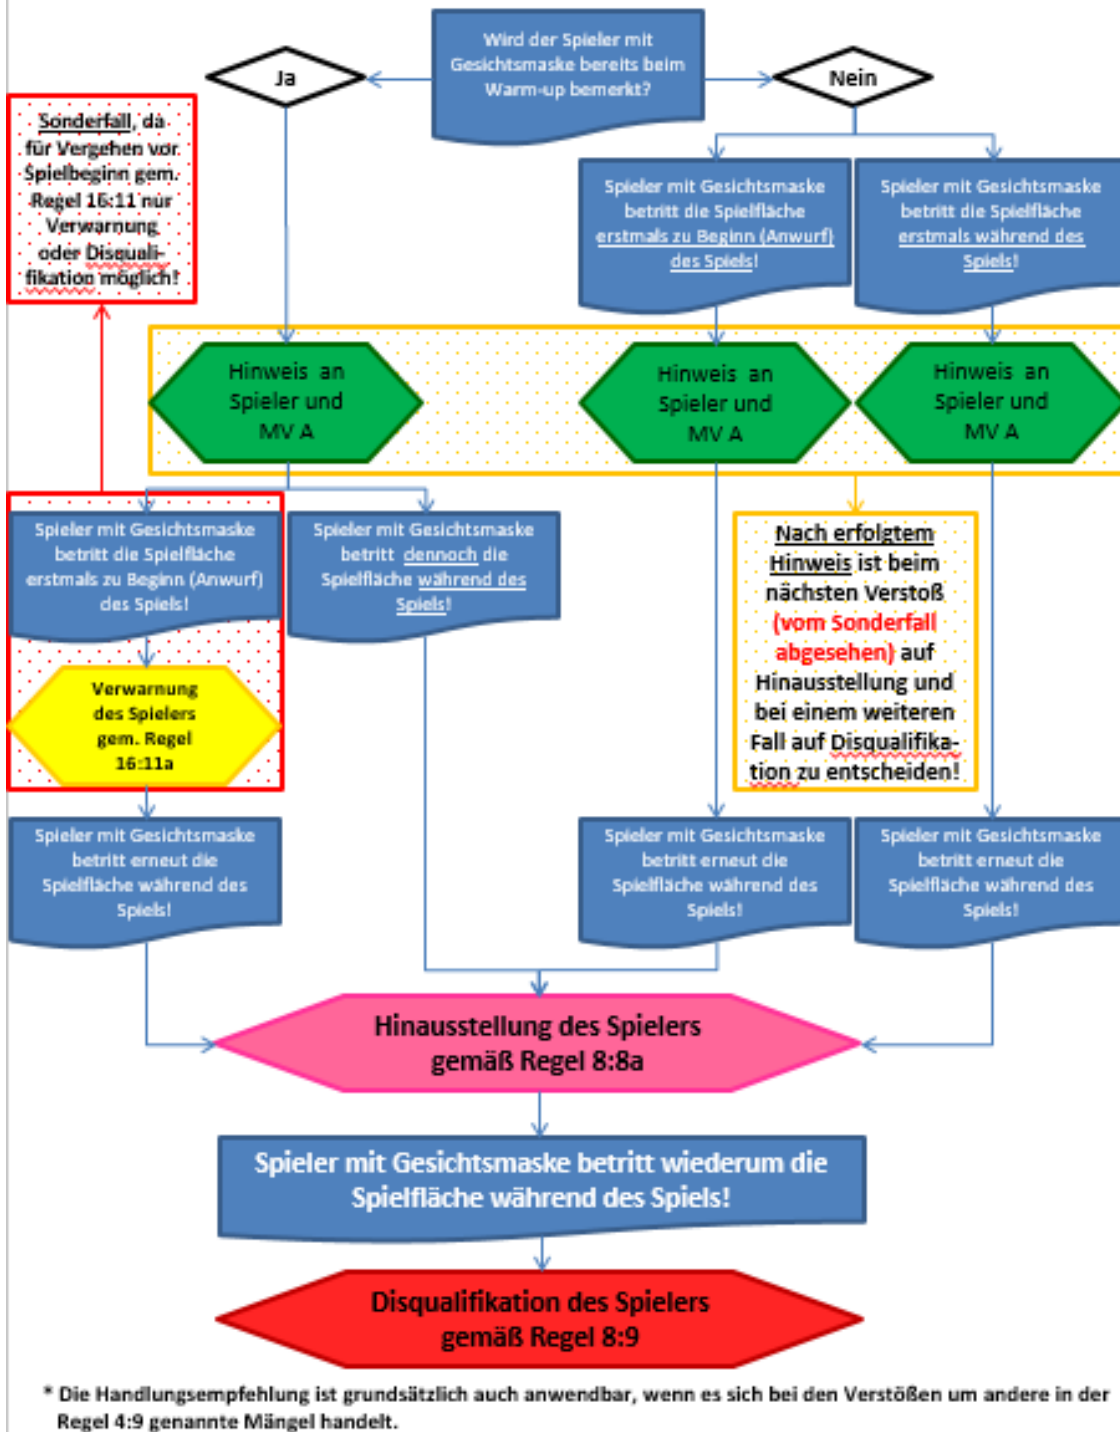 Wird der Spieler mit
Gesichtsmaske bereits beim
Warm-up bemerkt?
Ja
Nein
Sonderfall, da
für Vergehen vor
Spielbeginn gem.
Regel 16:11 nur
Verwarnung
oder Disquali-
fikation möglich!
Spieler mit Gesichtsmaske
betritt die Spielfläche
erstmals zu Beginn (Anwurf)
des Spiels!
Spieler mit Gesichtsmaske
betritt die Spielfläche
erstmals während des
Spiels!
Hinweis an
Spieler und
MV A
Hinweis an
Spieler und
MV A
Hinweis an
Spieler und
MV A
Spieler mit Gesichtsmaske
betritt die Spielfläche
erstmals zu Beginn (Anwurf)
des Spiels!
Spieler mit Gesichtsmaske
betritt dennoch die
Spielfläche während des
Spiels!
Nach erfolgtem
Hinweis ist beim
nächsten Verstoß
(vom Sonderfall
abgesehen) auf
Hinausstellung und
bei einem weiteren
Fall auf Disqualifika-
tion zu entscheiden!
Verwarnung
des Spielers
gem. Regel
16:11a
Spieler mit Gesichtsmaske
betritt erneut die
Spielfläche während des
Spiels!
Spieler mit Gesichtsmaske
betritt erneut die
Spielfläche während des
Spiels!
Spieler mit Gesichtsmaske
betritt erneut die
Spielfläche während des
Spiels!
Hinausstellung des Spielers
gemäß Regel 8:8a
Spieler mit Gesichtsmaske betritt wiederum die
Spielfläche während des Spiels!
Disqualifikation des Spielers
gemäß Regel 8:9
* Die Handlungsempfehlung ist grundsätzlich auch anwendbar, wenn es sich bei den Verstößen um andere in der
Regel 4:9 genannte Mängel handelt.